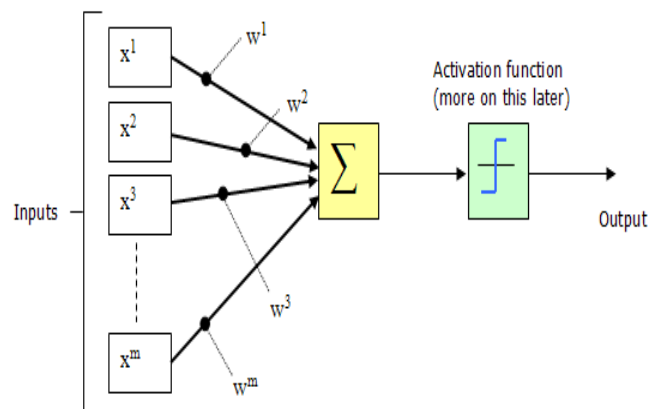 w¹
x¹
Activation function
(more on this later)
w²
x²
∑
x³
Inputs
Output
w³
xᵐ
wᵐ